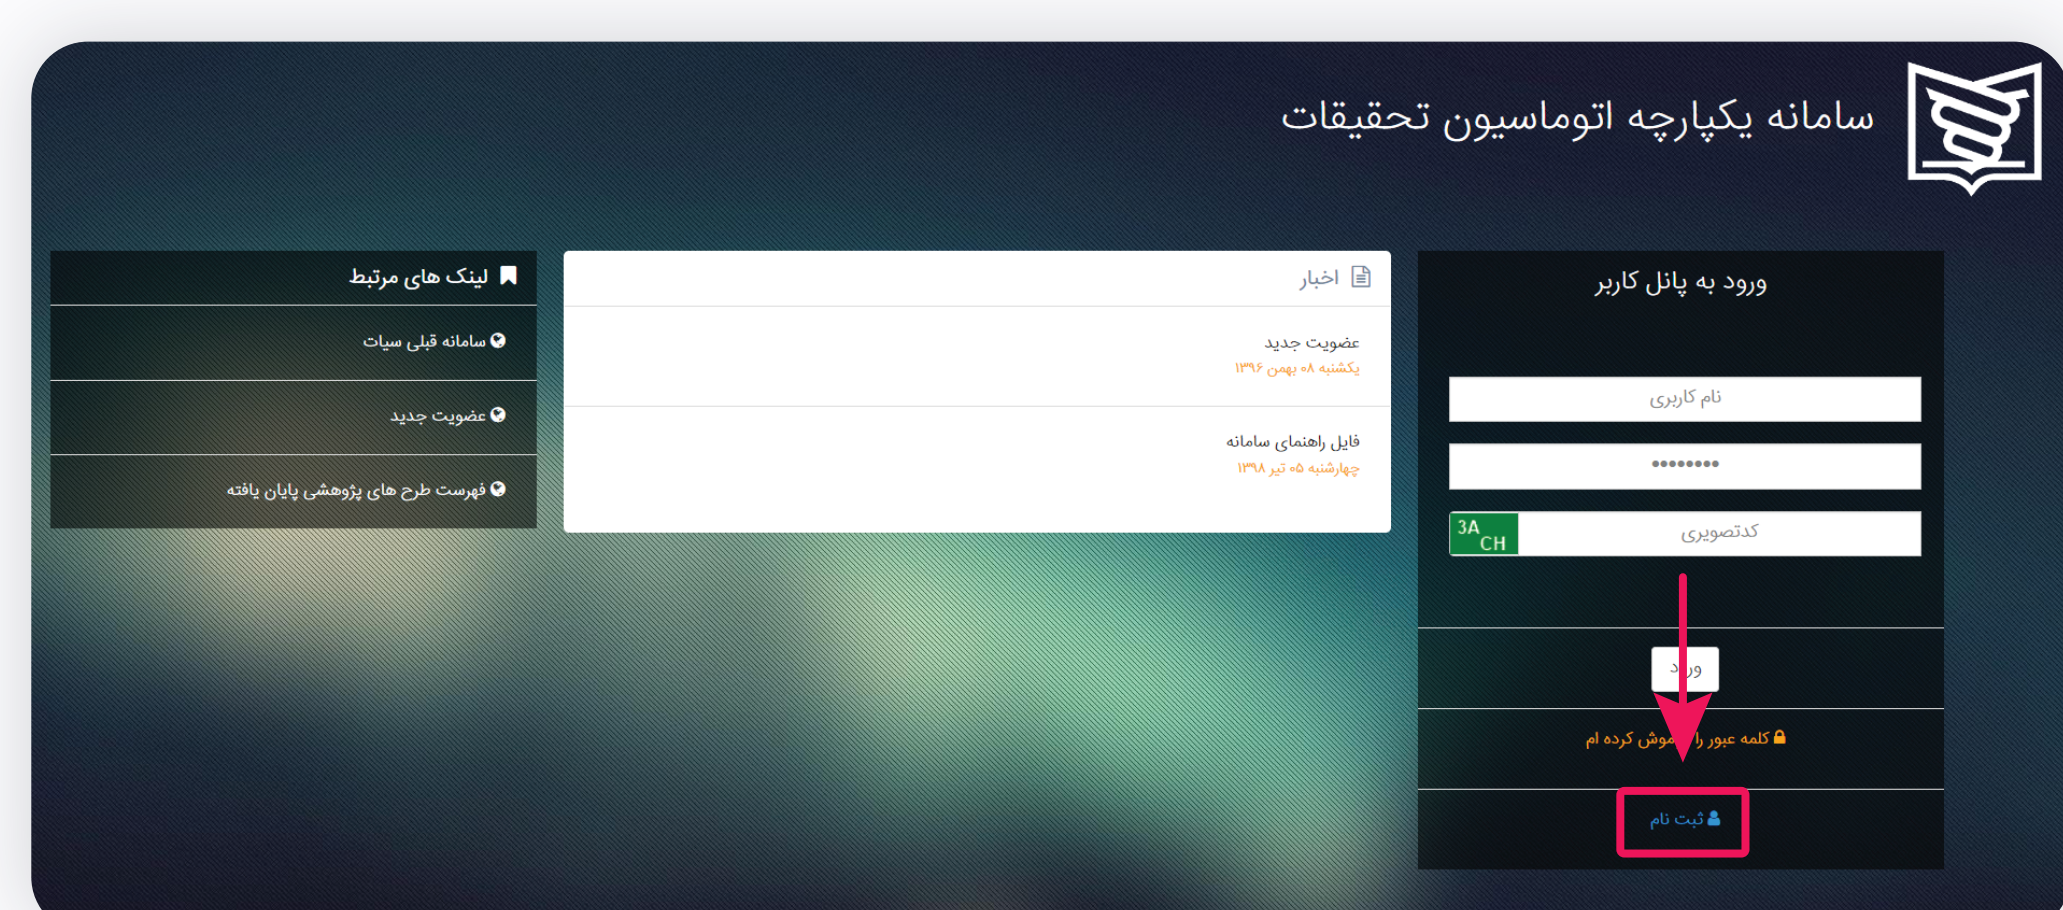 سامانه یکپارچه اتوماسیون تحقیقات
ورود به پانل کاربر
نام کاربری
••••••••
کدتصویری
3A
CH
کلمه عبور را
کرده ام
ثبت نام
اخبار
عضویت جدید
یکشنبه ۰۸ بهمن ۱۳۹۶
فایل راهنمای سامانه
چهارشنبه ۰۵ تیر ۱۳۹۸
لینک های مرتبط
سامانه قبلی سیات
عضویت جدید
فهرست طرح های پژوهشی پایان یافته